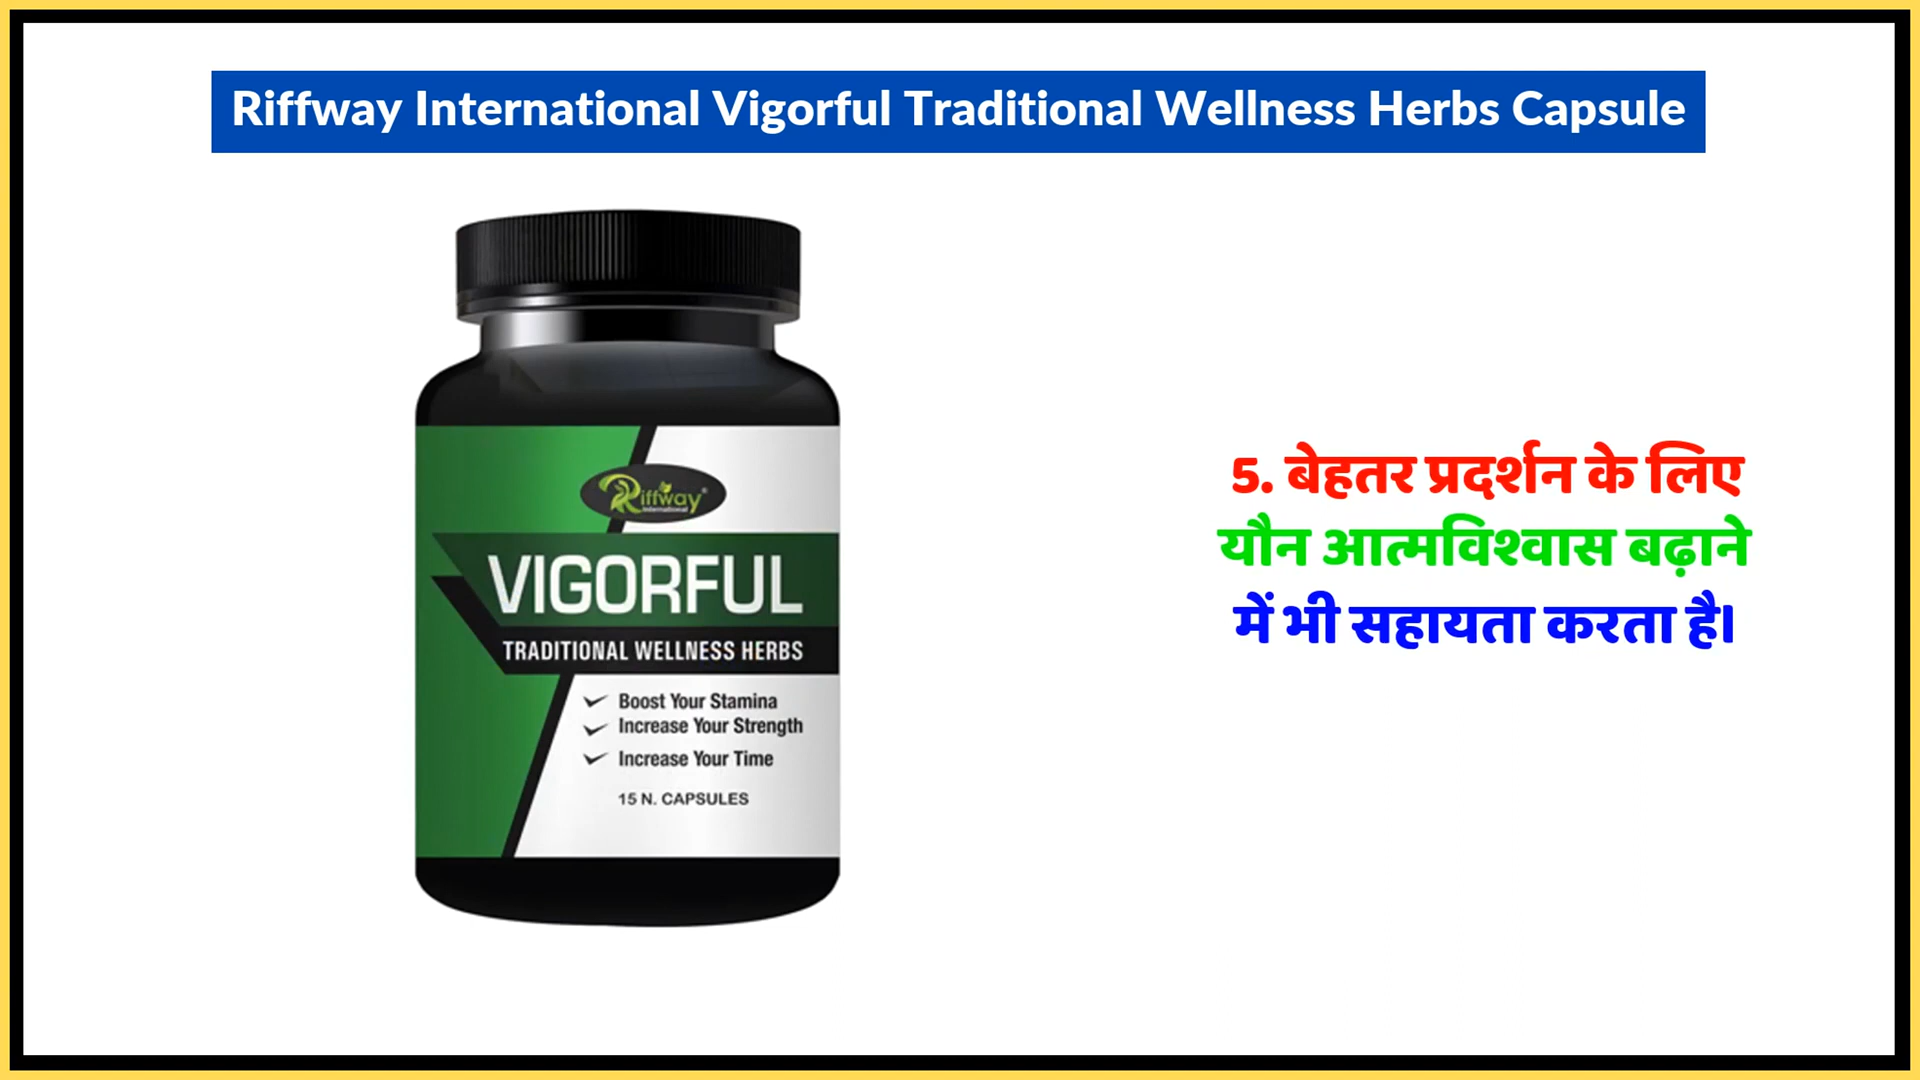 Riffway International Vigorful Traditional Wellness Herbs Capsule
Riffway®
International
VIGORFUL
TRADITIONAL WELLNESS HERBS
Boost Your Stamina
Increase Your Strength
Increase Your Time
15 N. CAPSULES
5. बेहतर प्रदर्शन के लिए
यौन आत्मविश्वास बढ़ाने
में भी सहायता करता है।